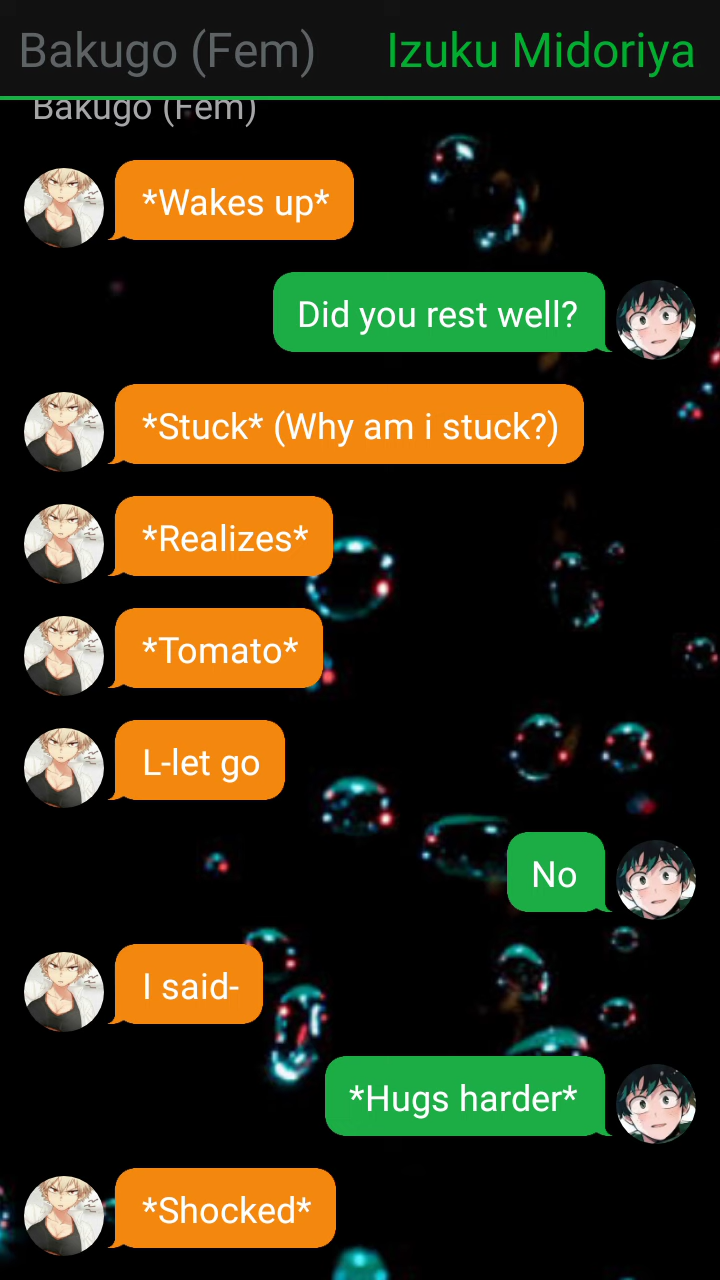 Bakugo (Fem) Izuku Midoriya
Bakugo (Fem)
*Wakes up*
Did you rest well?
*Stuck* (Why am i stuck?)
*Realizes*
*Tomato*
L-let go
No
I said-
*Hugs harder*
*Shocked*